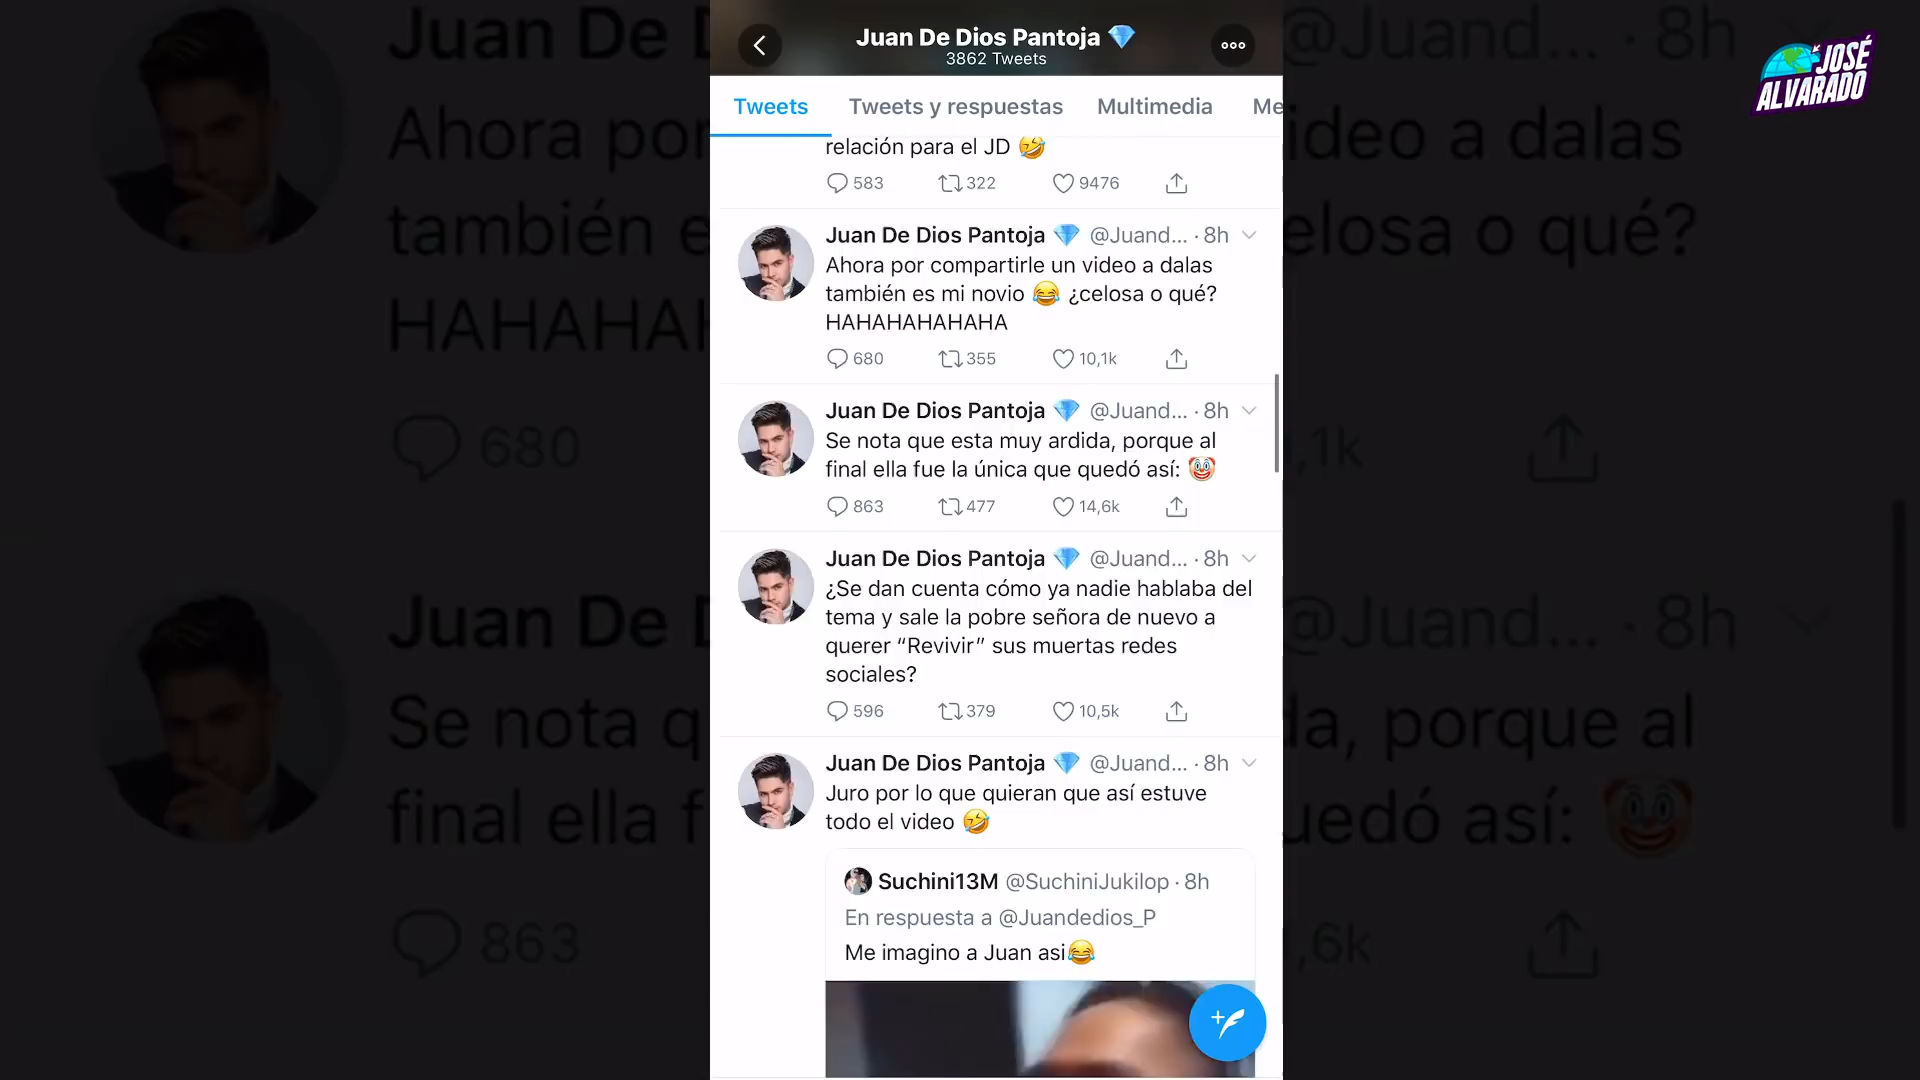 Juan De Dios Pantoja 💎
3862 Tweets
JOSÉ
ALVARADO
Tweets Tweets y respuestas Multimedia Me
relación para el JD 🤣
583 322 9476
Juan De Dios Pantoja 💎 @Juand... · 8h
Ahora por compartirle un video a dalas
también es mi novio 😂 ¿celosa o qué?
HAHAHAHAHAHA
680 355 10,1k
Juan De Dios Pantoja 💎 @Juand... · 8h
Se nota que esta muy ardida, porque al
final ella fue la única que quedó así: 🤡
863 477 14,6k
Juan De Dios Pantoja 💎 @Juand... · 8h
¿Se dan cuenta cómo ya nadie hablaba del
tema y sale la pobre señora de nuevo a
querer “Revivir” sus muertas redes
sociales?
596 379 10,5k
Juan De Dios Pantoja 💎 @Juand... · 8h
Juro por lo que quieran que así estuve
todo el video 🤣
Suchini13M @SuchiniJukilop · 8h
En respuesta a @Juandedios_P
Me imagino a Juan asi😂